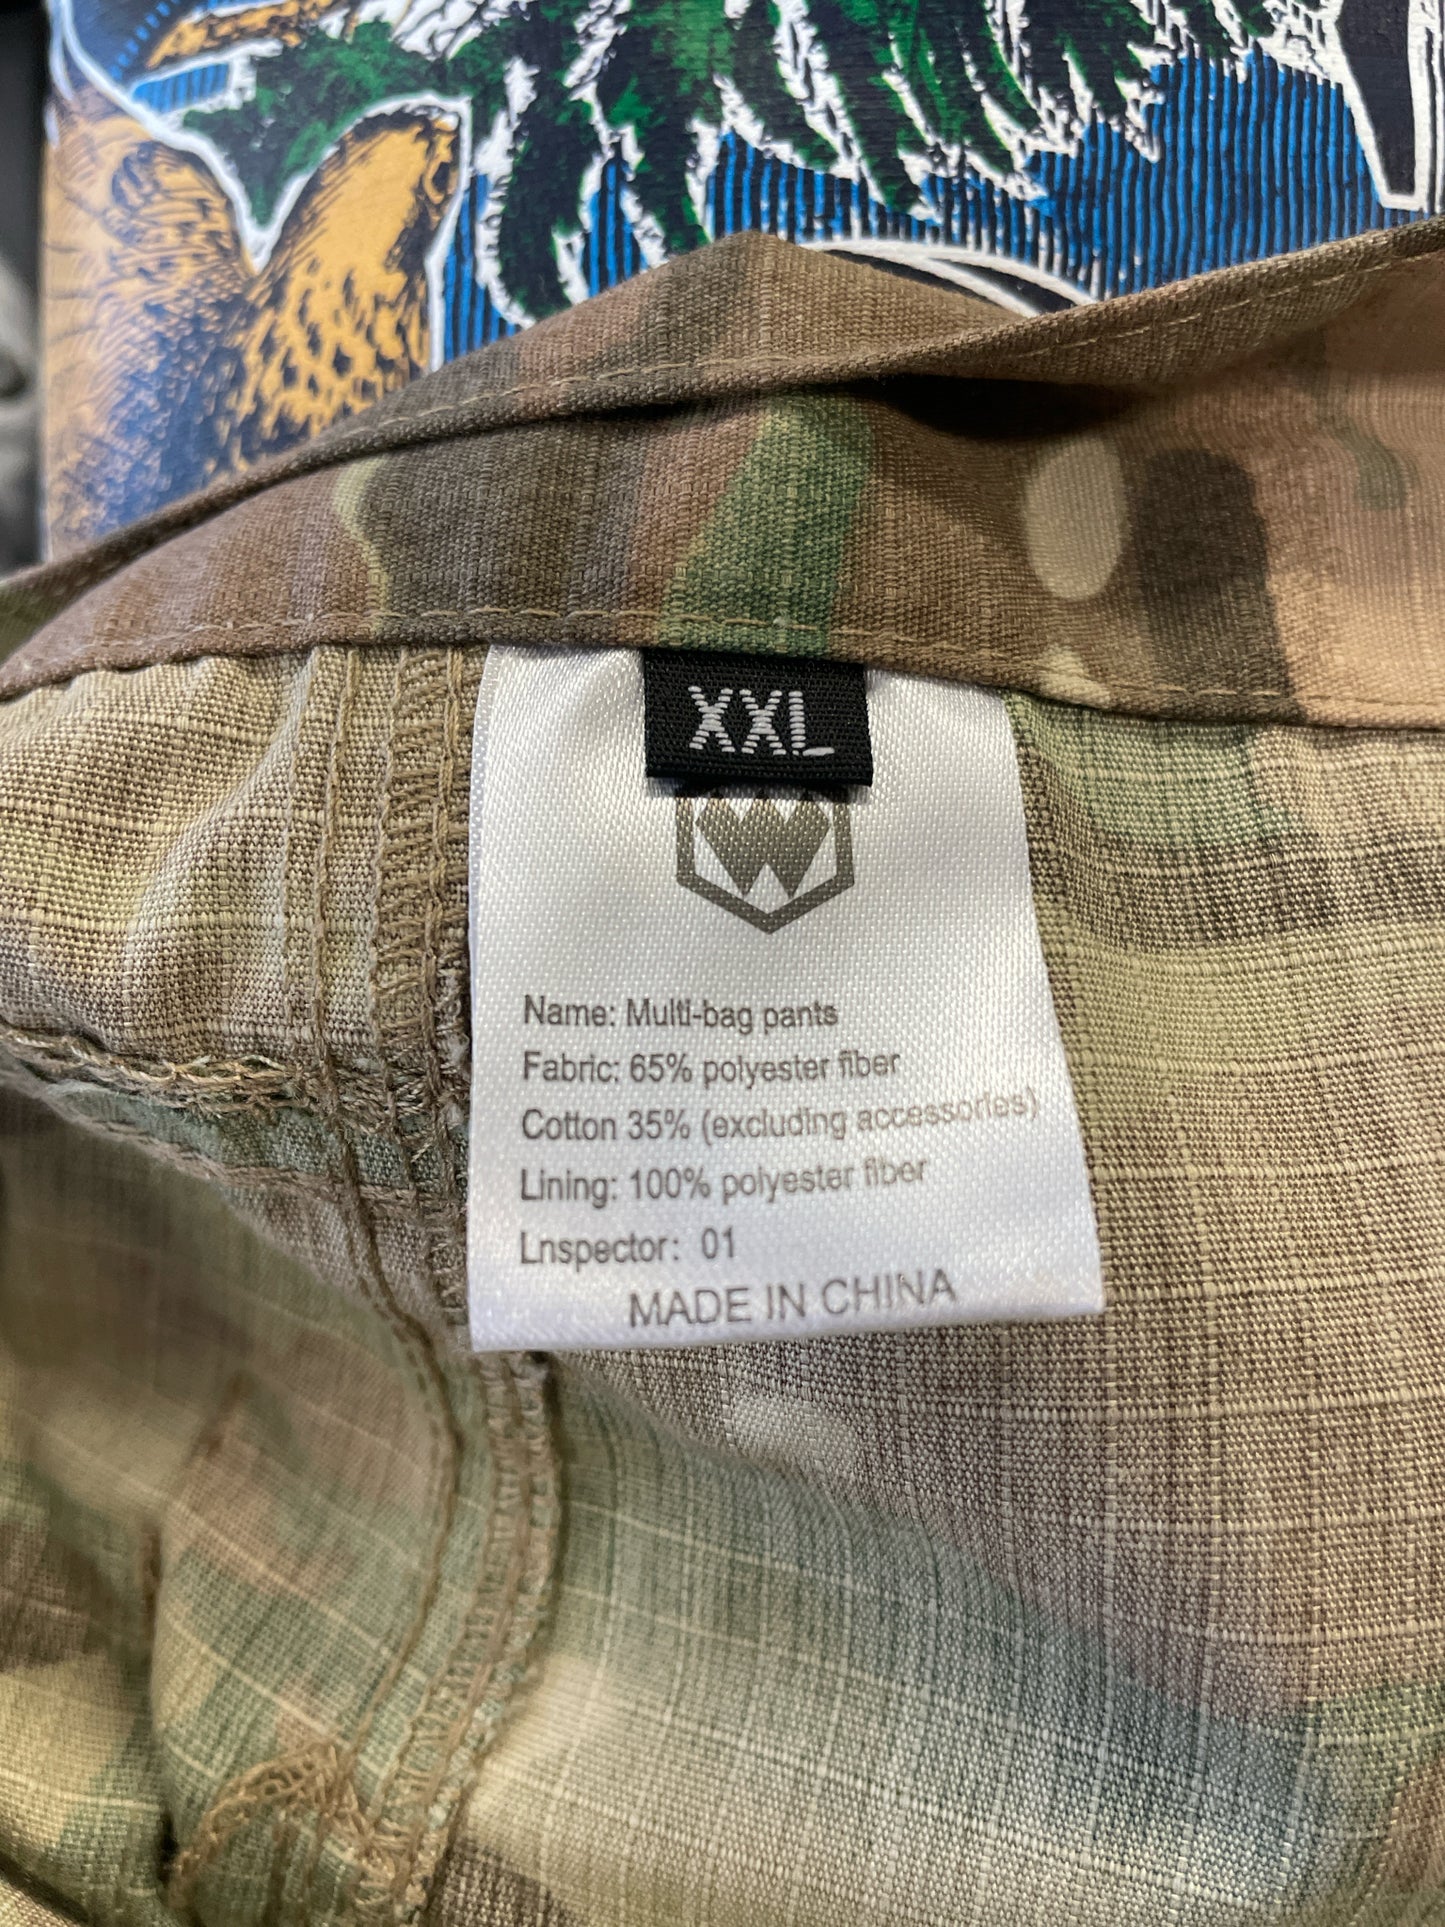 XXL
Name: Multi-bag pants
Fabric: 65% polyester fiber
Cotton 35% (excluding accessories)
Lining: 100% polyester fiber
Lnspector: 01
MADE IN CHINA